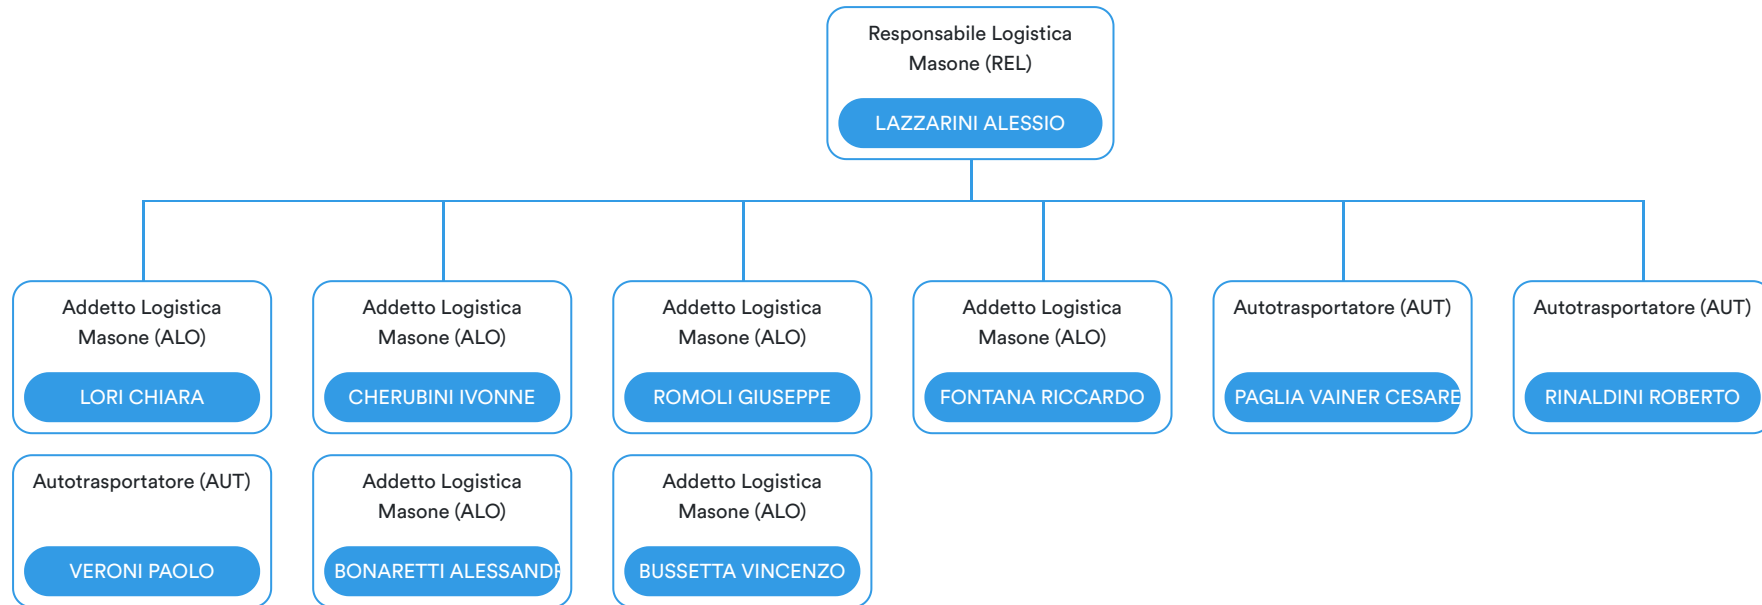 Responsabile Logistica
Masone (REL)
LAZZARINI ALESSIO
Addetto Logistica
Masone (ALO)
LORI CHIARA
Addetto Logistica
Masone (ALO)
CHERUBINI IVONNE
Addetto Logistica
Masone (ALO)
ROMOLI GIUSEPPE
Addetto Logistica
Masone (ALO)
FONTANA RICCARDO
Autotrasportatore (AUT)
PAGLIA VAINER CESARE
Autotrasportatore (AUT)
RINALDINI ROBERTO
Autotrasportatore (AUT)
VERONI PAOLO
Addetto Logistica
Masone (ALO)
BONARETTI
Addetto Logistica
Masone (ALO)
BUSSETTA VINCENZO